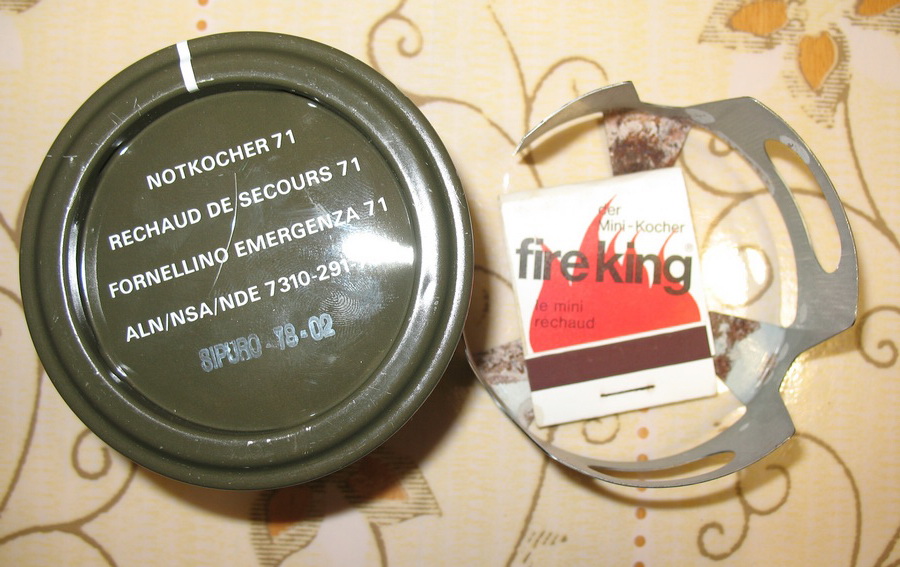 NOTKOCHER 71
RECHAUD DE SECOURS 71
FORNELLINO EMERGENZA 71
ALN/NSA/NDE 7310-291
SIPURO - 78-02
der
Mini-Kocher
fire king
le mini
rechaud